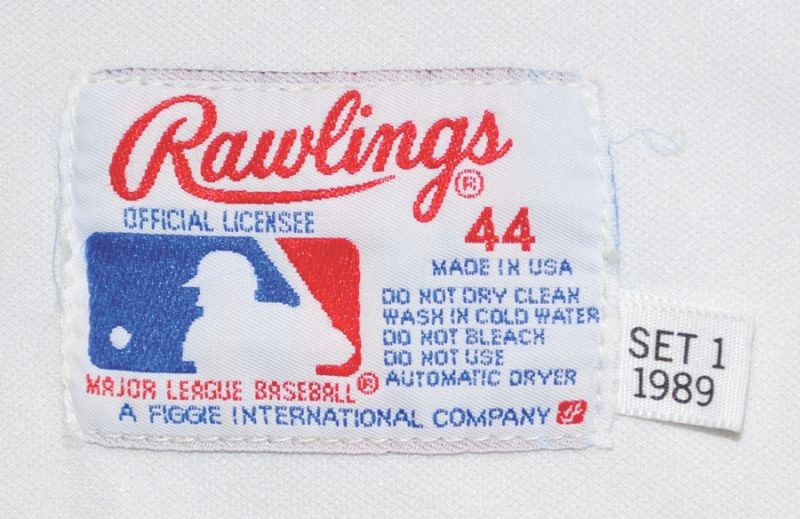 Rawlings ®
44
OFFICIAL LICENSEE
MADE IN USA
DO NOT DRY CLEAN
WASH IN COLD WATER
DO NOT BLEACH
DO NOT USE
AUTOMATIC DRYER
MAJOR LEAGUE BASEBALL®
A FIGGIE INTERNATIONAL COMPANY
SET 1
1989